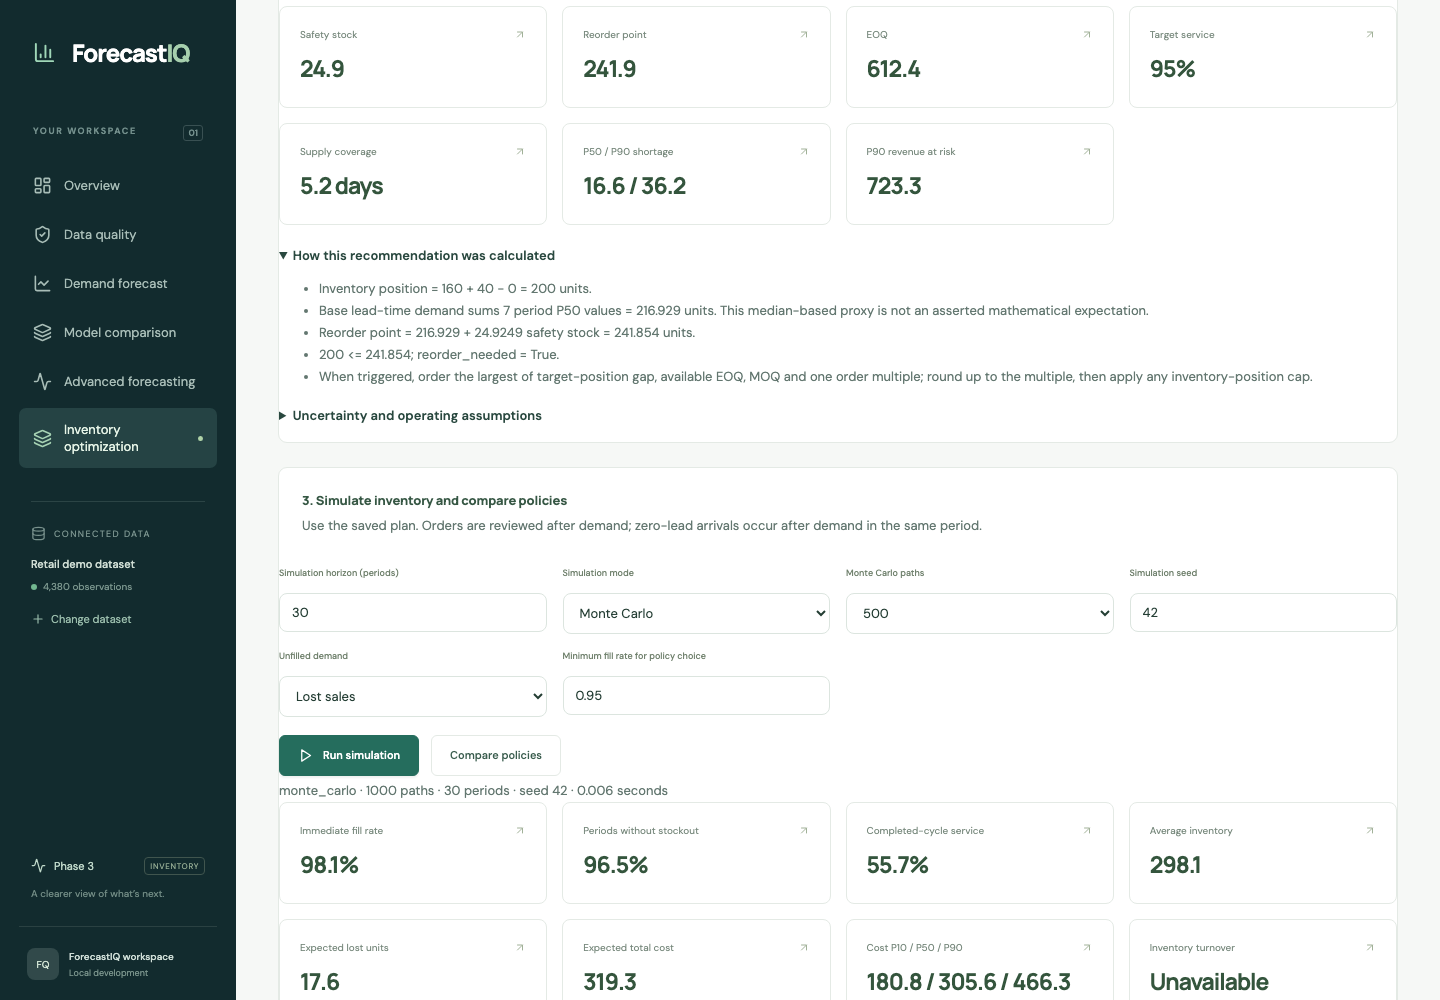 ForecastIQ
YOUR WORKSPACE
01
Overview
Data quality
Demand forecast
Model comparison
Advanced forecasting
Inventory
optimization
CONNECTED DATA
Retail demo dataset
4,380 observations
Change dataset
Phase 3
INVENTORY
A clearer view of what's next.
FQ
ForecastIQ workspace
Local development
Safety stock
24.9
Reorder point
241.9
EOQ
612.4
Target service
95%
Supply coverage
5.2 days
P50 / P90 shortage
16.6 / 36.2
P90 revenue at risk
723.3
How this recommendation was calculated
• Inventory position = 160 + 40 − 0 = 200 units.
• Base lead-time demand sums 7 period P50 values = 216.929 units. This median-based proxy is not an asserted mathematical expectation.
• Reorder point = 216.929 + 24.9249 safety stock = 241.854 units.
• 200 <= 241.854; reorder_needed = True.
• When triggered, order the largest of target-position gap, available EOQ, MOQ and one order multiple; round up to the multiple, then apply any inventory-position cap.
Uncertainty and operating assumptions
3. Simulate inventory and compare policies
Use the saved plan. Orders are reviewed after demand; zero-lead arrivals occur after demand in the same period.
Simulation horizon (periods)
30
Simulation mode
Monte Carlo
Monte Carlo paths
500
Simulation seed
42
Unfilled demand
Lost sales
Minimum fill rate for policy choice
0.95
Run simulation
Compare policies
monte_carlo · 1000 paths · 30 periods · seed 42 · 0.006 seconds
Immediate fill rate
98.1%
Periods without stockout
96.5%
Completed-cycle service
55.7%
Average inventory
298.1
Expected lost units
17.6
Expected total cost
319.3
Cost P10 / P50 / P90
180.8 / 305.6 / 466.3
Inventory turnover
Unavailable